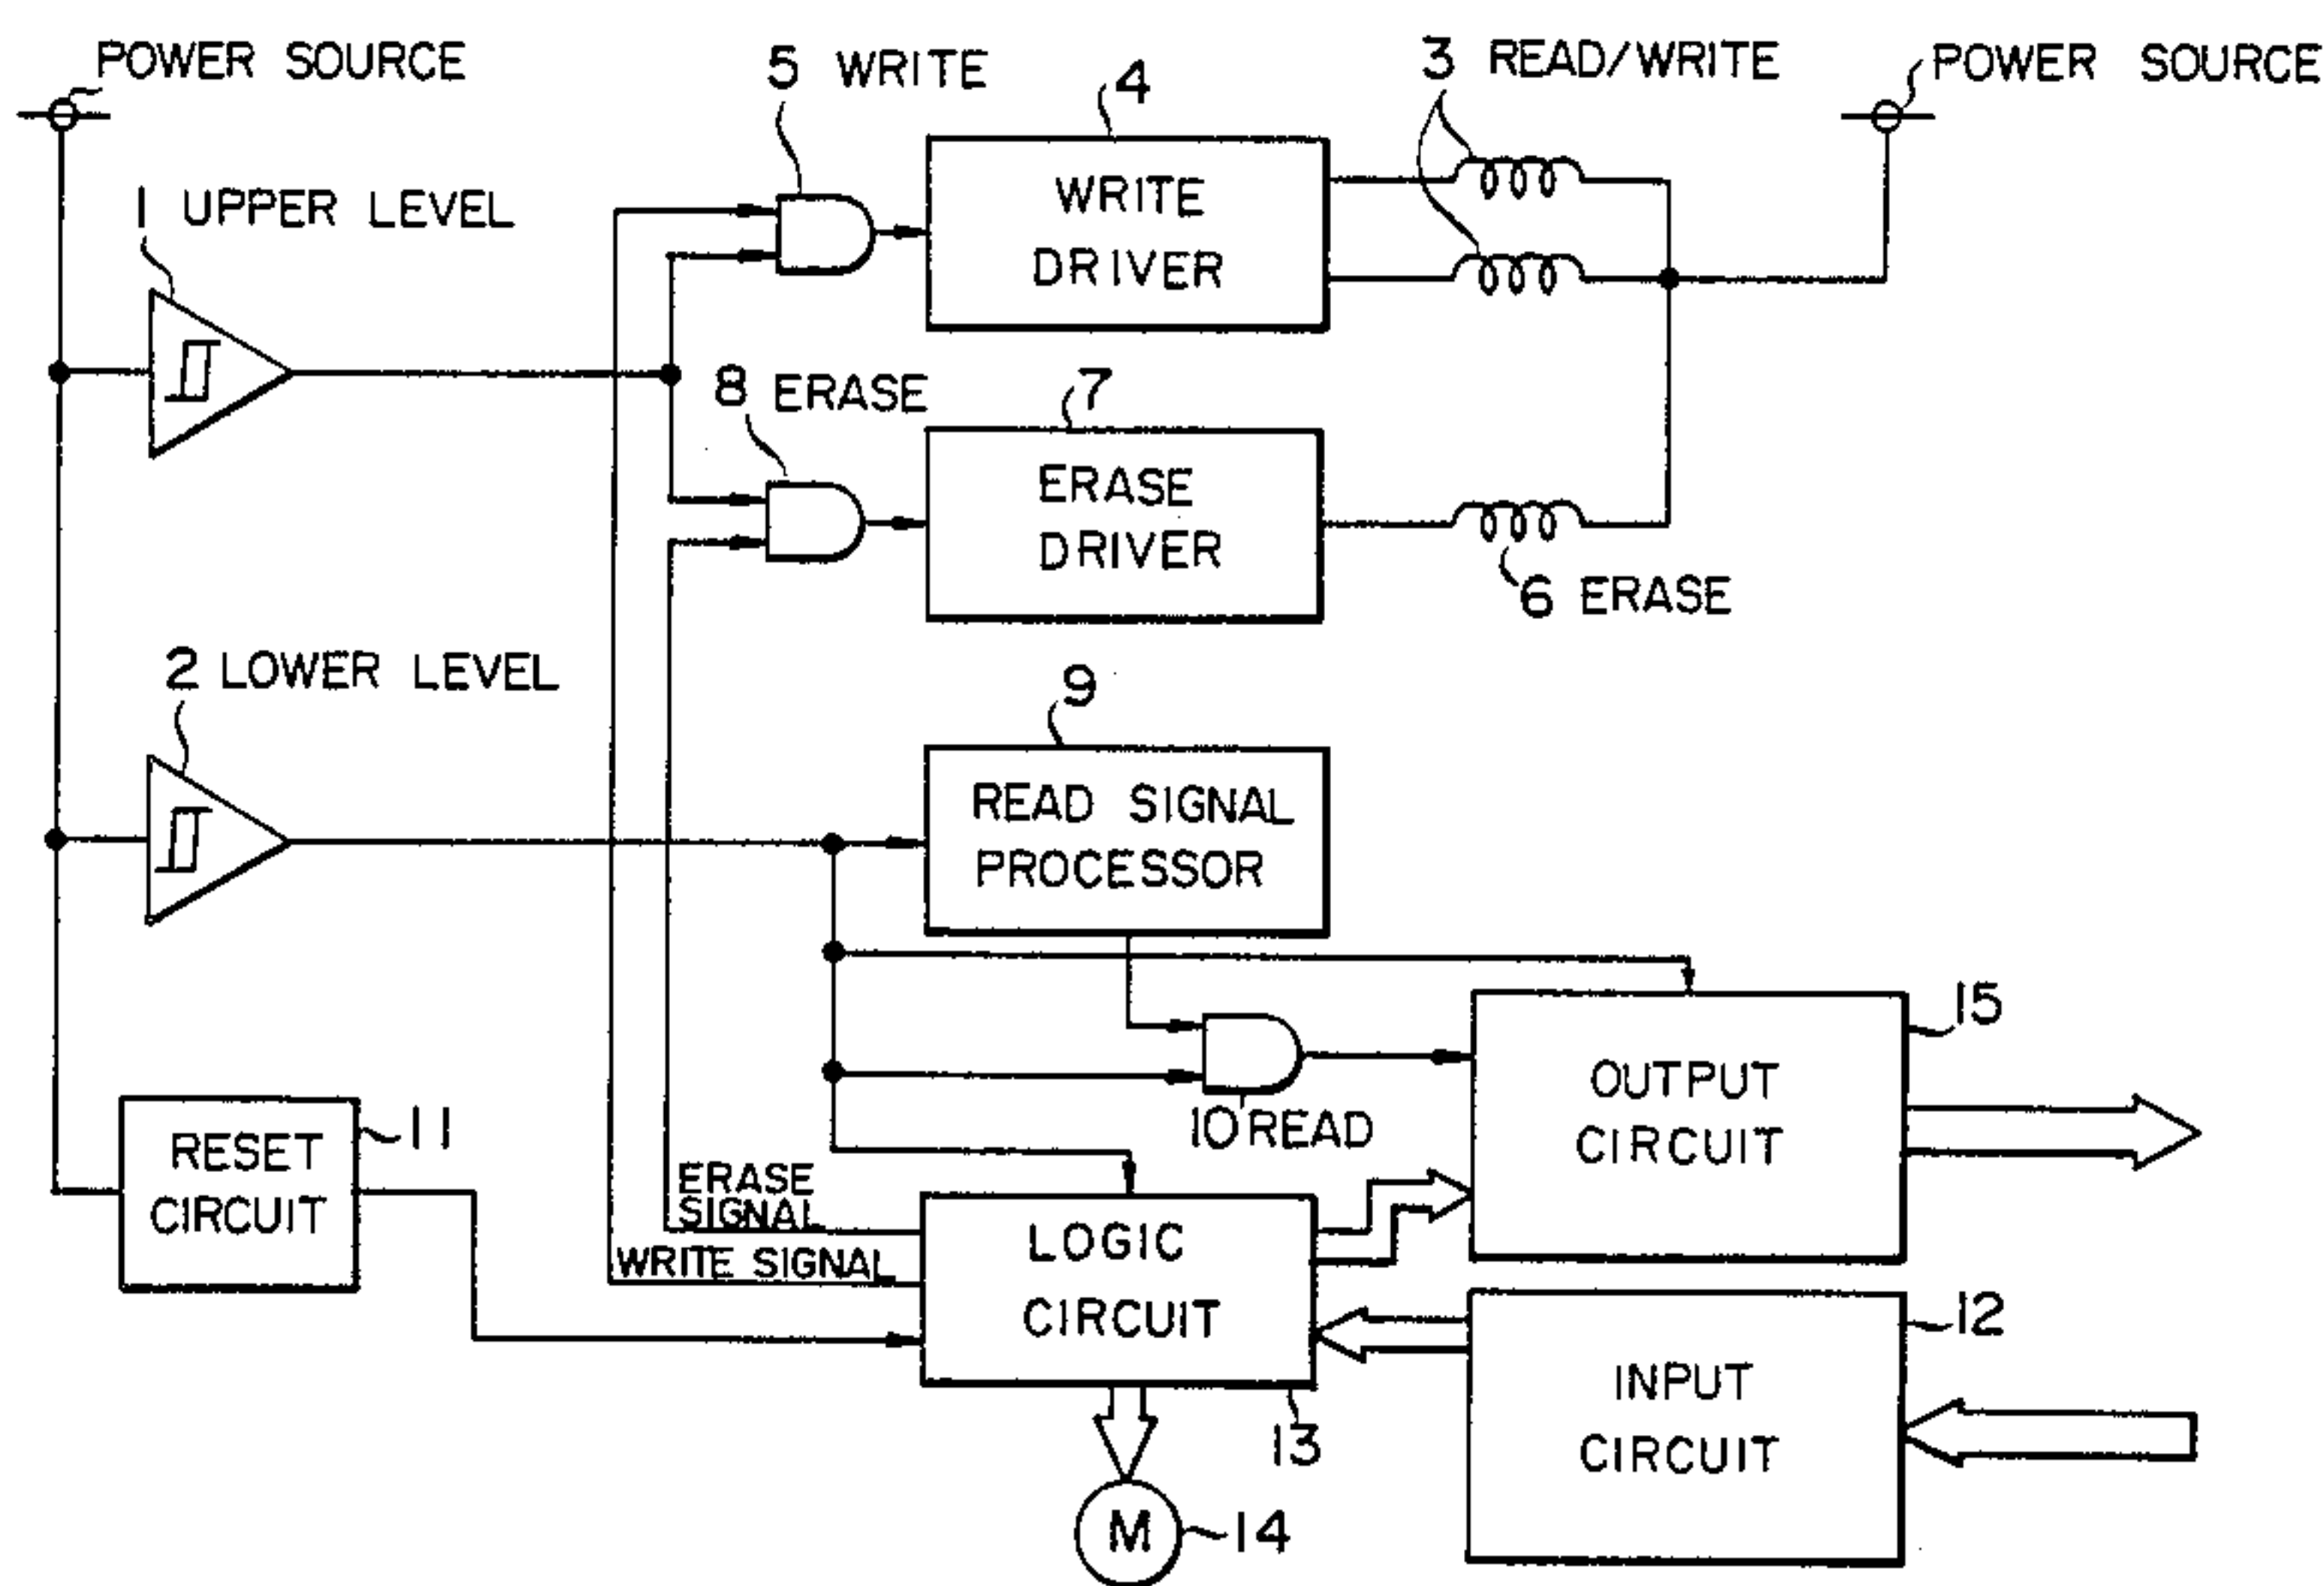 POWER SOURCE
5 WRITE
4
3 READ/WRITE
POWER SOURCE
1 UPPER LEVEL
WRITE
DRIVER
8 ERASE
7
ERASE
DRIVER
6 ERASE
2 LOWER LEVEL
9
READ SIGNAL
PROCESSOR
15
OUTPUT
CIRCUIT
10 READ
11
RESET
CIRCUIT
ERASE
SIGNAL
WRITE SIGNAL
LOGIC
CIRCUIT
12
INPUT
CIRCUIT
13
M
14